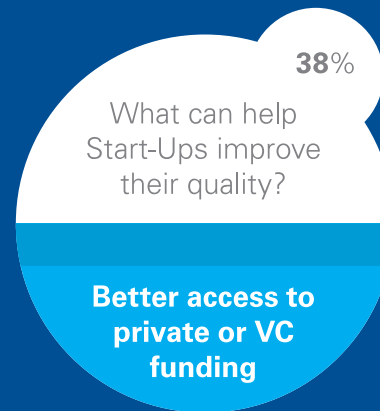 38%
What can help
Start-Ups improve
their quality?
Better access to
private or VC
funding